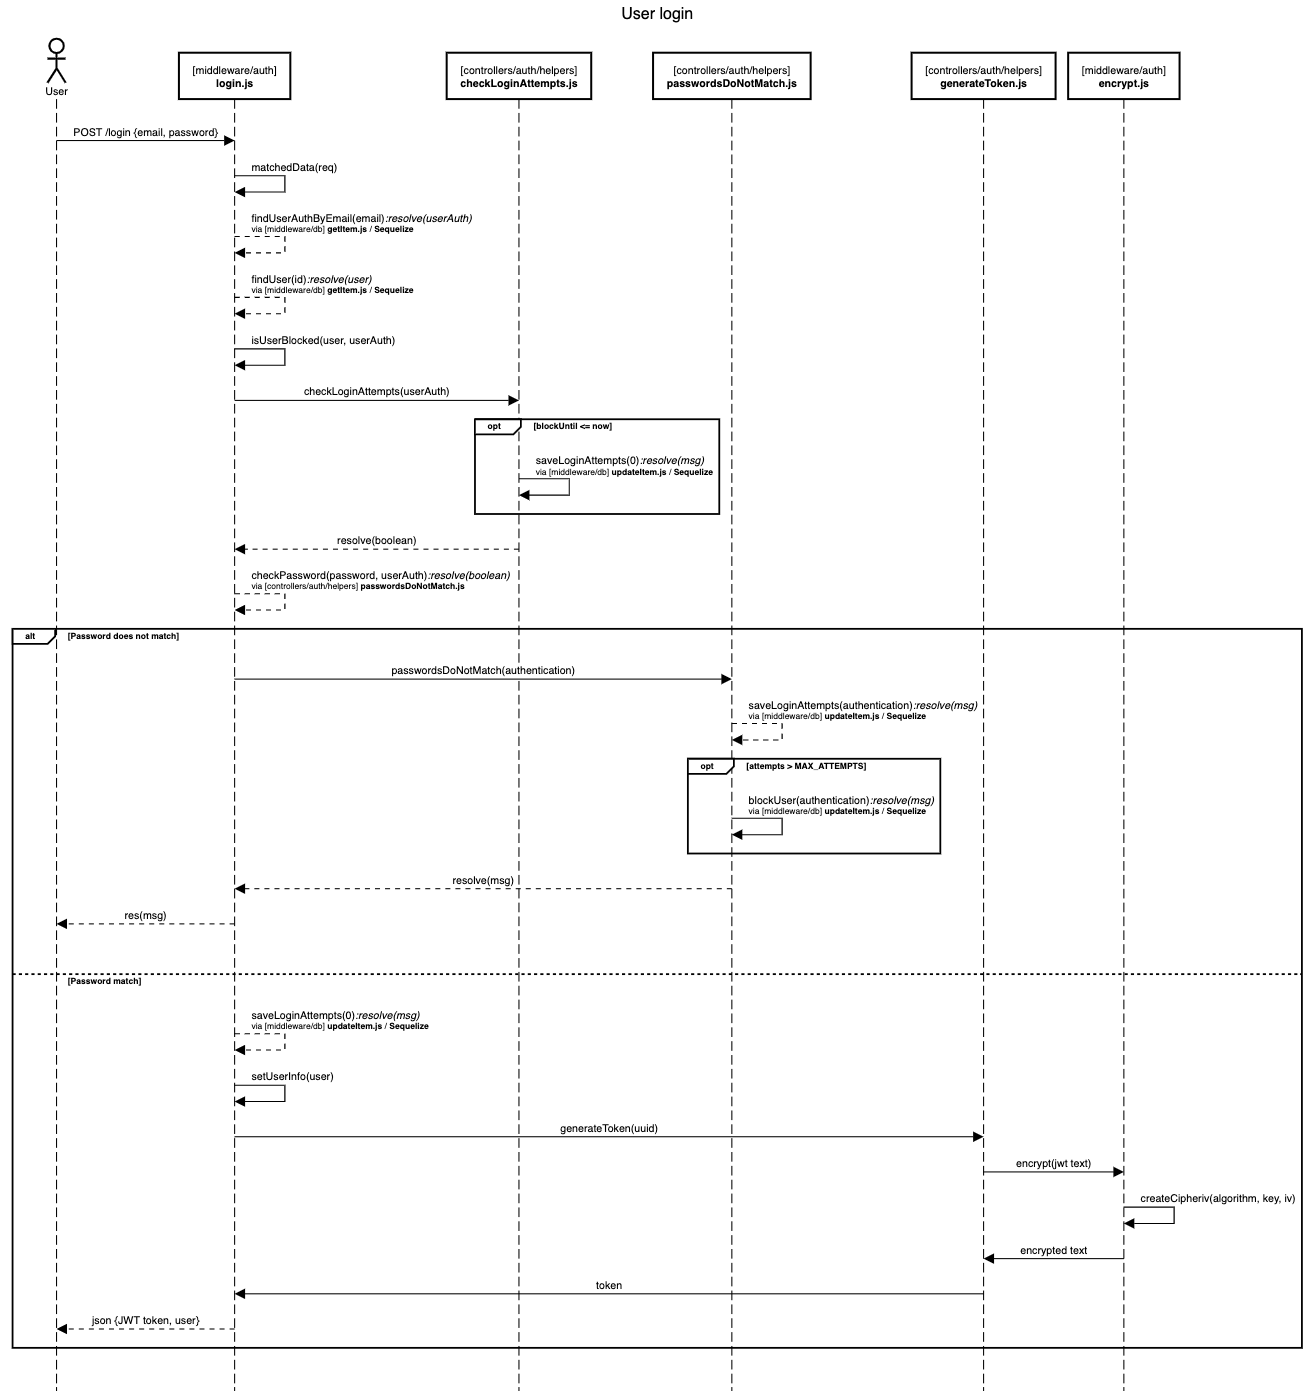 User login
User
[middleware/auth]
login.js
[controllers/auth/helpers]
checkLoginAttempts.js
[controllers/auth/helpers]
passwordsDoNotMatch.js
[controllers/auth/helpers]
generateToken.js
[middleware/auth]
encrypt.js
POST /login {email, password}
matchedData(req)
findUserAuthByEmail(email):resolve(userAuth)
via [middleware/db] getItem.js / Sequelize
findUser(id):resolve(user)
via [middleware/db] getItem.js / Sequelize
isUserBlocked(user, userAuth)
checkLoginAttempts(userAuth)
opt [blockUntil <= now]
saveLoginAttempts(0):resolve(msg)
via [middleware/db] updateItem.js / Sequelize
resolve(boolean)
checkPassword(password, userAuth):resolve(boolean)
via [controllers/auth/helpers] passwordsDoNotMatch.js
alt [Password does not match]
passwordsDoNotMatch(authentication)
saveLoginAttempts(authentication):resolve(msg)
via [middleware/db] updateItem.js / Sequelize
opt [attempts > MAX_ATTEMPTS]
blockUser(authentication):resolve(msg)
via [middleware/db] updateItem.js / Sequelize
resolve(msg)
res(msg)
[Password match]
saveLoginAttempts(0):resolve(msg)
via [middleware/db] updateItem.js / Sequelize
setUserInfo(user)
generateToken(uuid)
encrypt(jwt text)
createCipheriv(algorithm, key, iv)
encrypted text
token
json {JWT token, user}